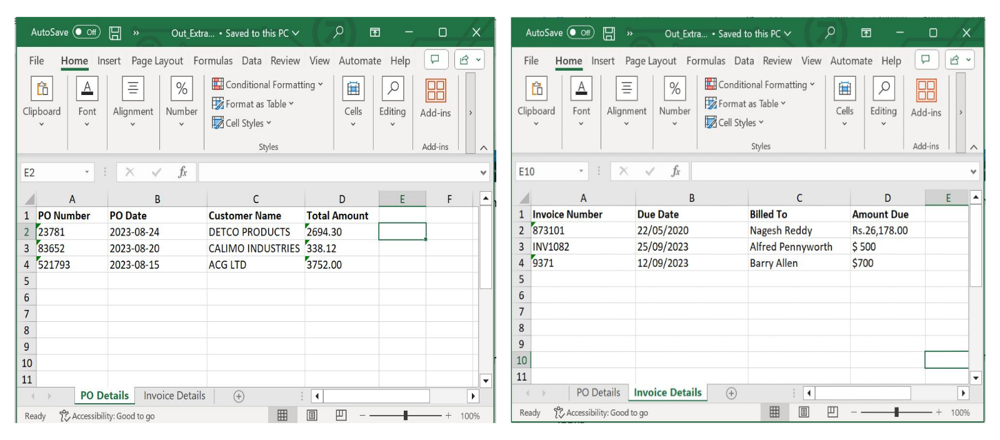 AutoSave Off » Out_Extra... • Saved to this PC
File Home Insert Page Layout Formulas Data Review View Automate Help
Clipboard Font Alignment Number
Conditional Formatting
Format as Table
Cell Styles
Styles
Cells Editing Add-ins
Add-ins
E2 fx
A B C D E F
1 PO Number PO Date Customer Name Total Amount
2 23781 2023-08-24 DETCO PRODUCTS 2694.30
3 83652 2023-08-20 CALIMO INDUSTRIES 338.12
4 521793 2023-08-15 ACG LTD 3752.00
5
6
7
8
9
10
11
PO Details Invoice Details
Ready Accessibility: Good to go 100%
AutoSave Off » Out_Extra... • Saved to this PC
File Home Insert Page Layout Formulas Data Review View Automate Help
Clipboard Font Alignment Number
Conditional Formatting
Format as Table
Cell Styles
Styles
Cells Editing Add-ins
Add-ins
E10 fx
A B C D E
1 Invoice Number Due Date Billed To Amount Due
2 873101 22/05/2020 Nagesh Reddy Rs.26,178.00
3 INV1082 25/09/2023 Alfred Pennyworth $ 500
4 9371 12/09/2023 Barry Allen $700
5
6
7
8
9
10
11
PO Details Invoice Details
Ready Accessibility: Good to go 100%